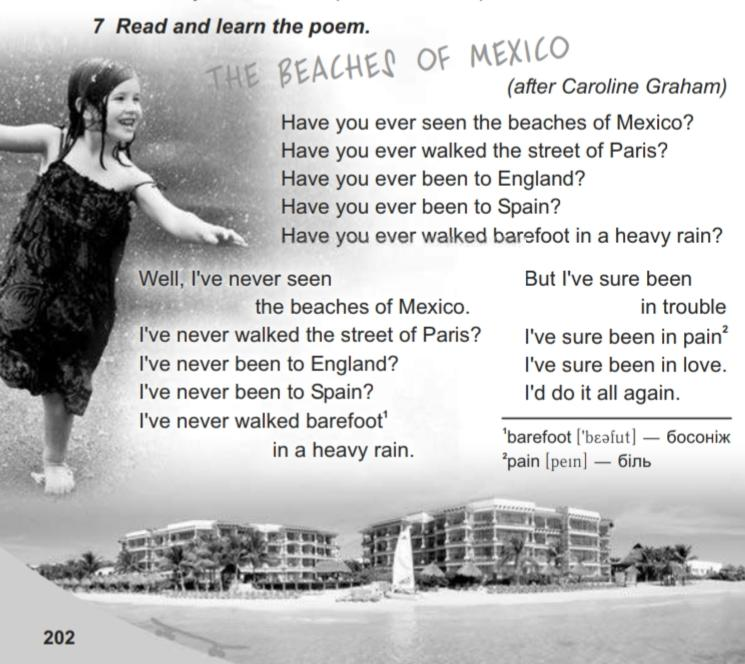 7 Read and learn the poem.
THE BEACHES OF MEXICO
(after Caroline Graham)
Have you ever seen the beaches of Mexico?
Have you ever walked the street of Paris?
Have you ever been to England?
Have you ever been to Spain?
Have you ever walked barefoot in a heavy rain?
Well, I've never seen
the beaches of Mexico.
I've never walked the street of Paris?
I've never been to England?
I've never been to Spain?
I've never walked barefoot¹
in a heavy rain.
But I've sure been
in trouble
I've sure been in pain²
I've sure been in love.
I'd do it all again.
¹barefoot ['bɛəfut] — босоніж
²pain [peɪn] — біль
202